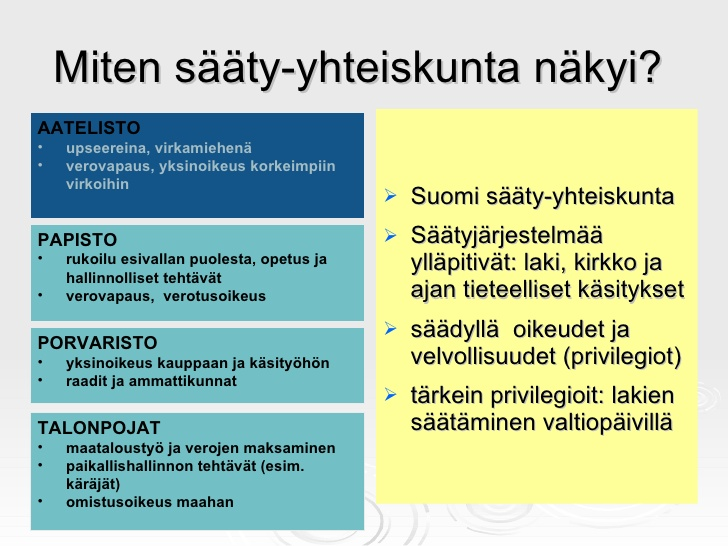 Miten sääty-yhteiskunta näkyi?
AATELISTO
• upseereina, virkamiehenä
• verovapaus, yksinoikeus korkeimpiin
virkoihin
PAPISTO
• rukoilu esivallan puolesta, opetus ja
hallinnolliset tehtävät
• verovapaus, verotusoikeus
PORVARISTO
• yksinoikeus kauppaan ja käsityöhön
• raadit ja ammattikunnat
TALONPOJAT
• maataloustyö ja verojen maksaminen
• paikallishallinnon tehtävät (esim.
käräjät)
• omistusoikeus maahan
➢ Suomi sääty-yhteiskunta
➢ Säätyjärjestelmää
ylläpitivät: laki, kirkko ja
ajan tieteelliset käsitykset
➢ säädyllä oikeudet ja
velvollisuudet (privilegiot)
➢ tärkein privilegioit: lakien
säätäminen valtiopäivillä